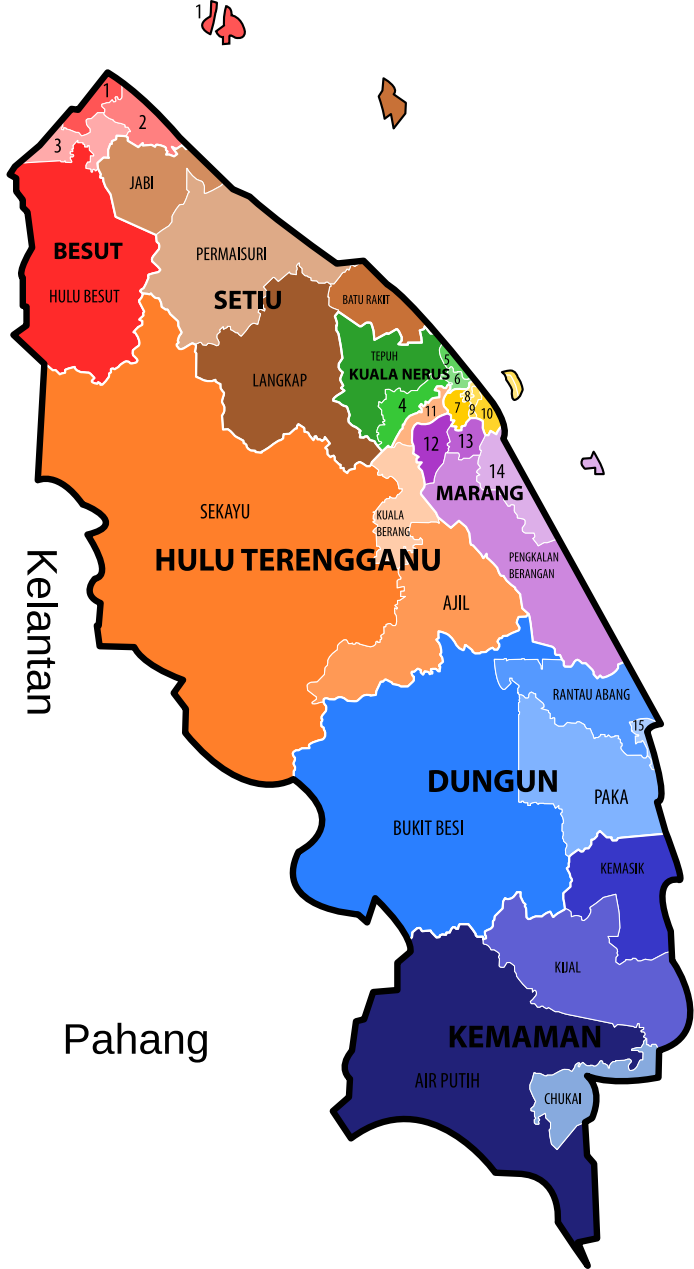 1
1
2
3
JABI
BESUT
PERMAISURI
HULU BESUT
SETIU
BATU RAKIT
TEPUH
5
KUALA NERUS
6
LANGKAP
8
4
11
7
9
10
12
13
14
MARANG
SEKAYU
KUALA
BERANG
HULU TERENGGANU
PENGKALAN
BERANGAN
Kelantan
AJIL
RANTAU ABANG
15
DUNGUN
PAKA
BUKIT BESI
KEMASIK
KIJAL
Pahang
KEMAMAN
AIR PUTIH
CHUKAI